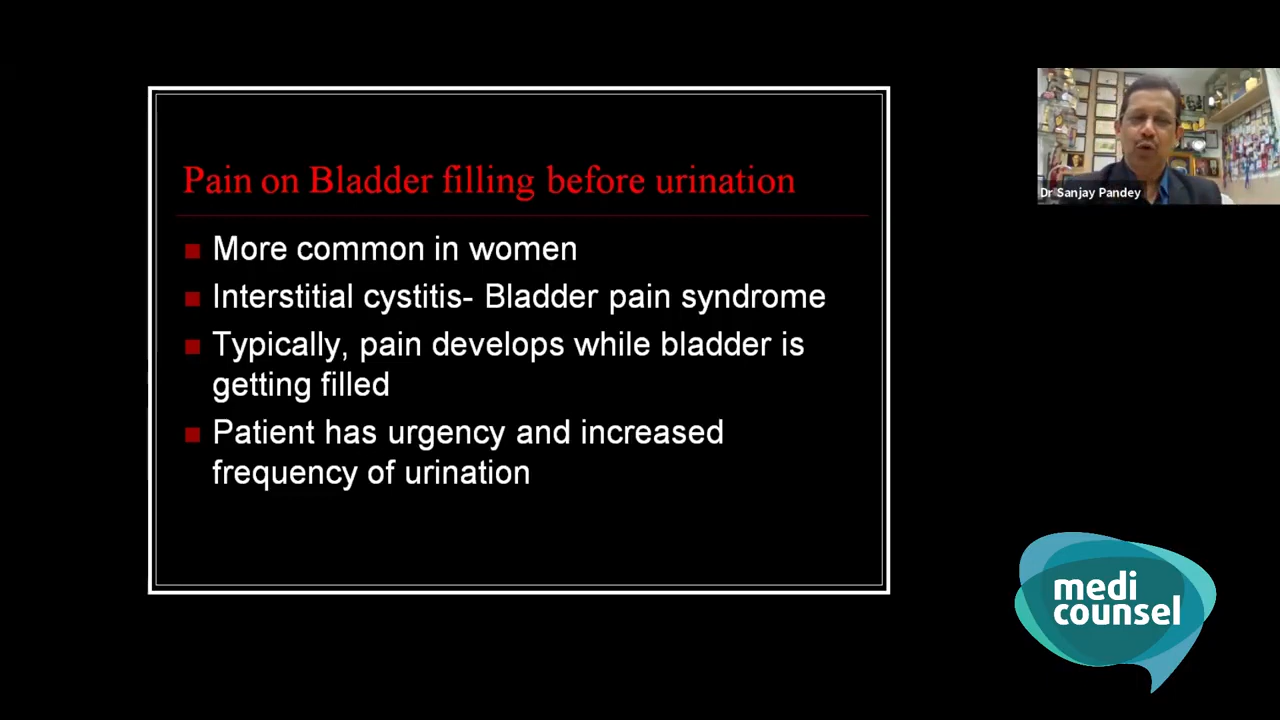 Pain on Bladder filling before urination
More common in women
Interstitial cystitis- Bladder pain syndrome
Typically, pain develops while bladder is
getting filled
Patient has urgency and increased
frequency of urination
Dr Sanjay Pandey
medi
counsel